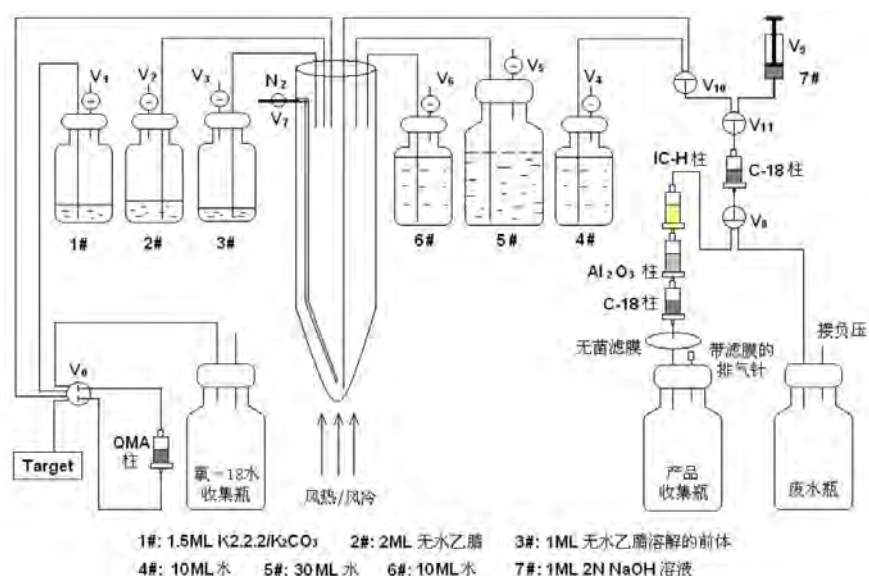 V₁
V₂
V₃
N₂
V₇
V₆
V₅
V₄
V₁₀
V₉
7#
V₁₁
C-18 柱
IC-H 柱
V₈
1#
2#
3#
6#
5#
4#
Al₂O₃ 柱
C-18 柱
无菌滤膜
带滤膜的
排气针
接负压
V₀
QMA
柱
Target
氧-18水
收集瓶
风热/风冷
产品
收集瓶
废水瓶
1#: 1.5ML K2.2.2/K₂CO₃ 2#: 2ML 无水乙腈 3#: 1ML 无水乙腈溶解的前体
4#: 10ML 水 5#: 30ML 水 6#: 10ML 水 7#: 1ML 2N NaOH 溶液